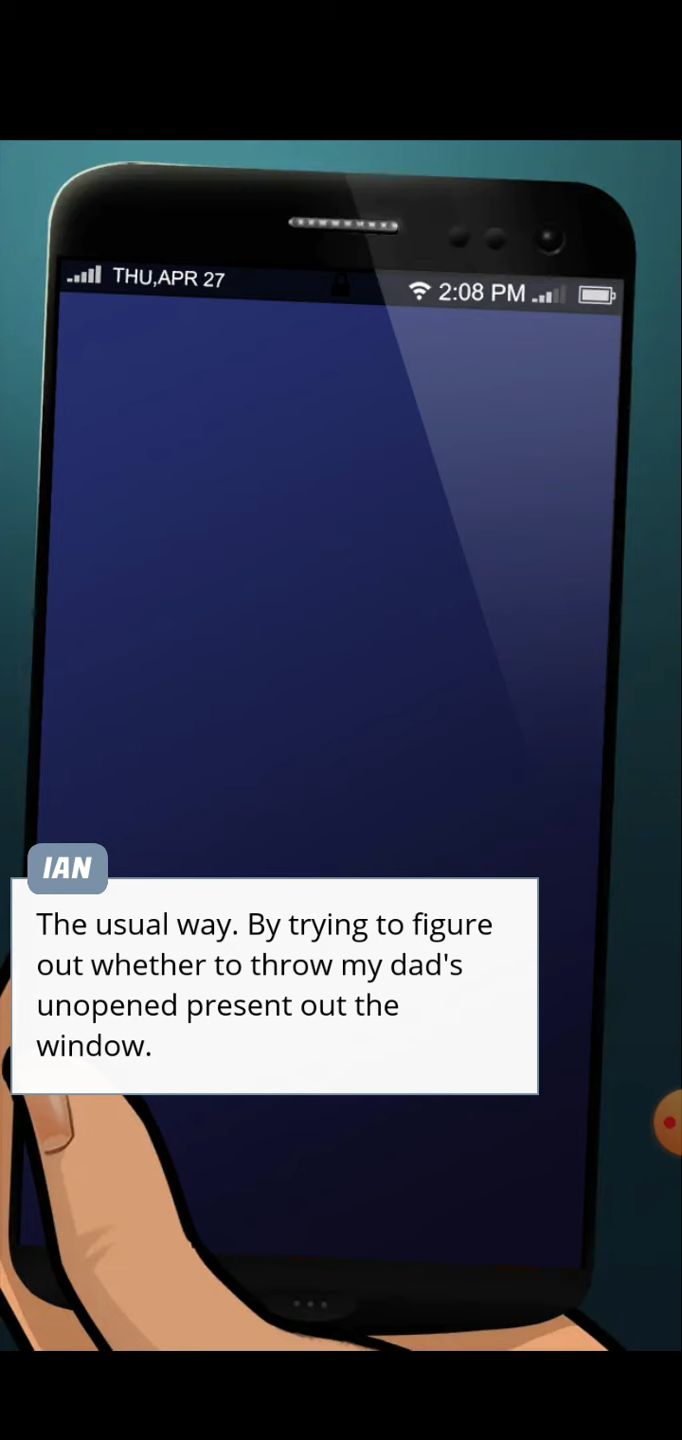 THU,APR 27
2:08 PM
IAN
The usual way. By trying to figure
out whether to throw my dad's
unopened present out the
window.